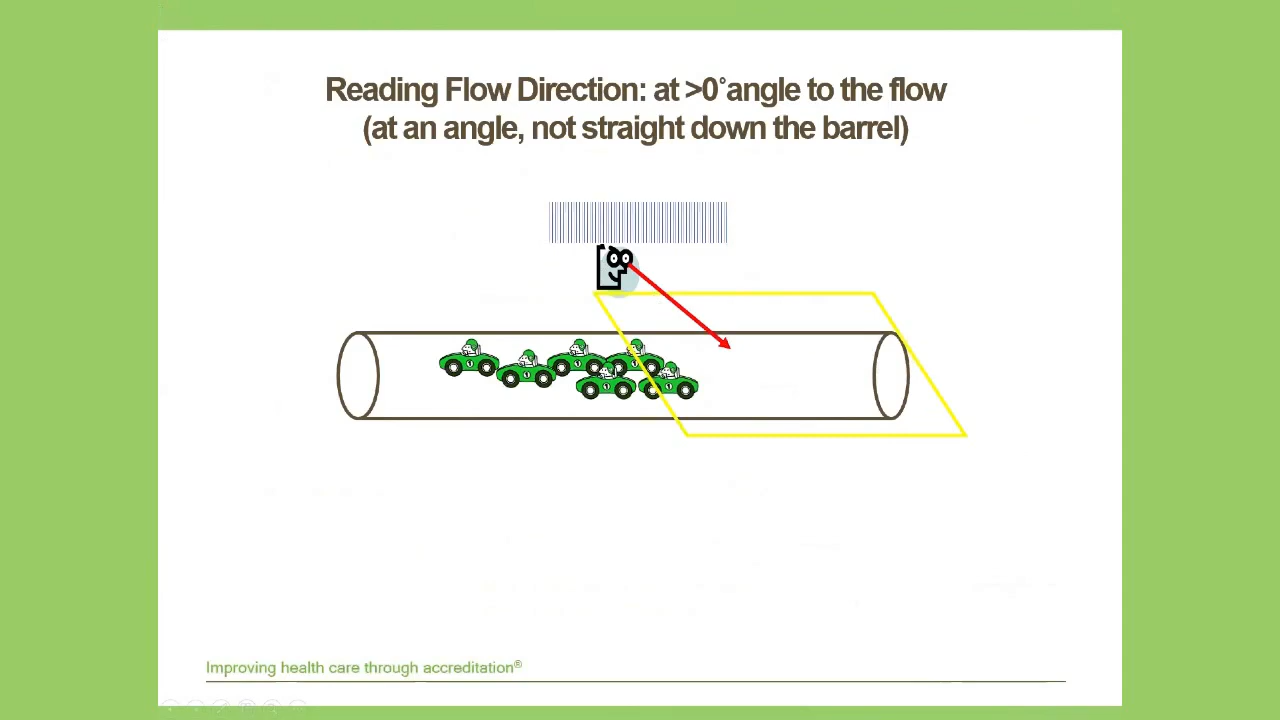 Reading Flow Direction: at >0˚angle to the flow
(at an angle, not straight down the barrel)
Improving health care through accreditation®